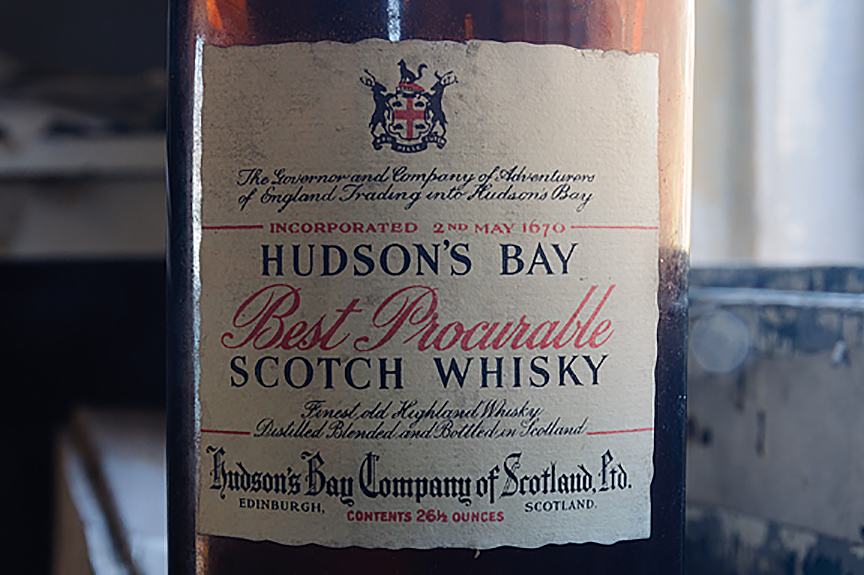 The Governor and Company of Adventurers
of England Trading into Hudson's Bay
INCORPORATED 2ND MAY 1670
HUDSON'S BAY
Best Procurable
SCOTCH WHISKY
Finest old Highland Whisky
Distilled Blended and Bottled in Scotland
Hudson's Bay Company of Scotland, Ltd.
EDINBURGH, SCOTLAND.
CONTENTS 26½ OUNCES